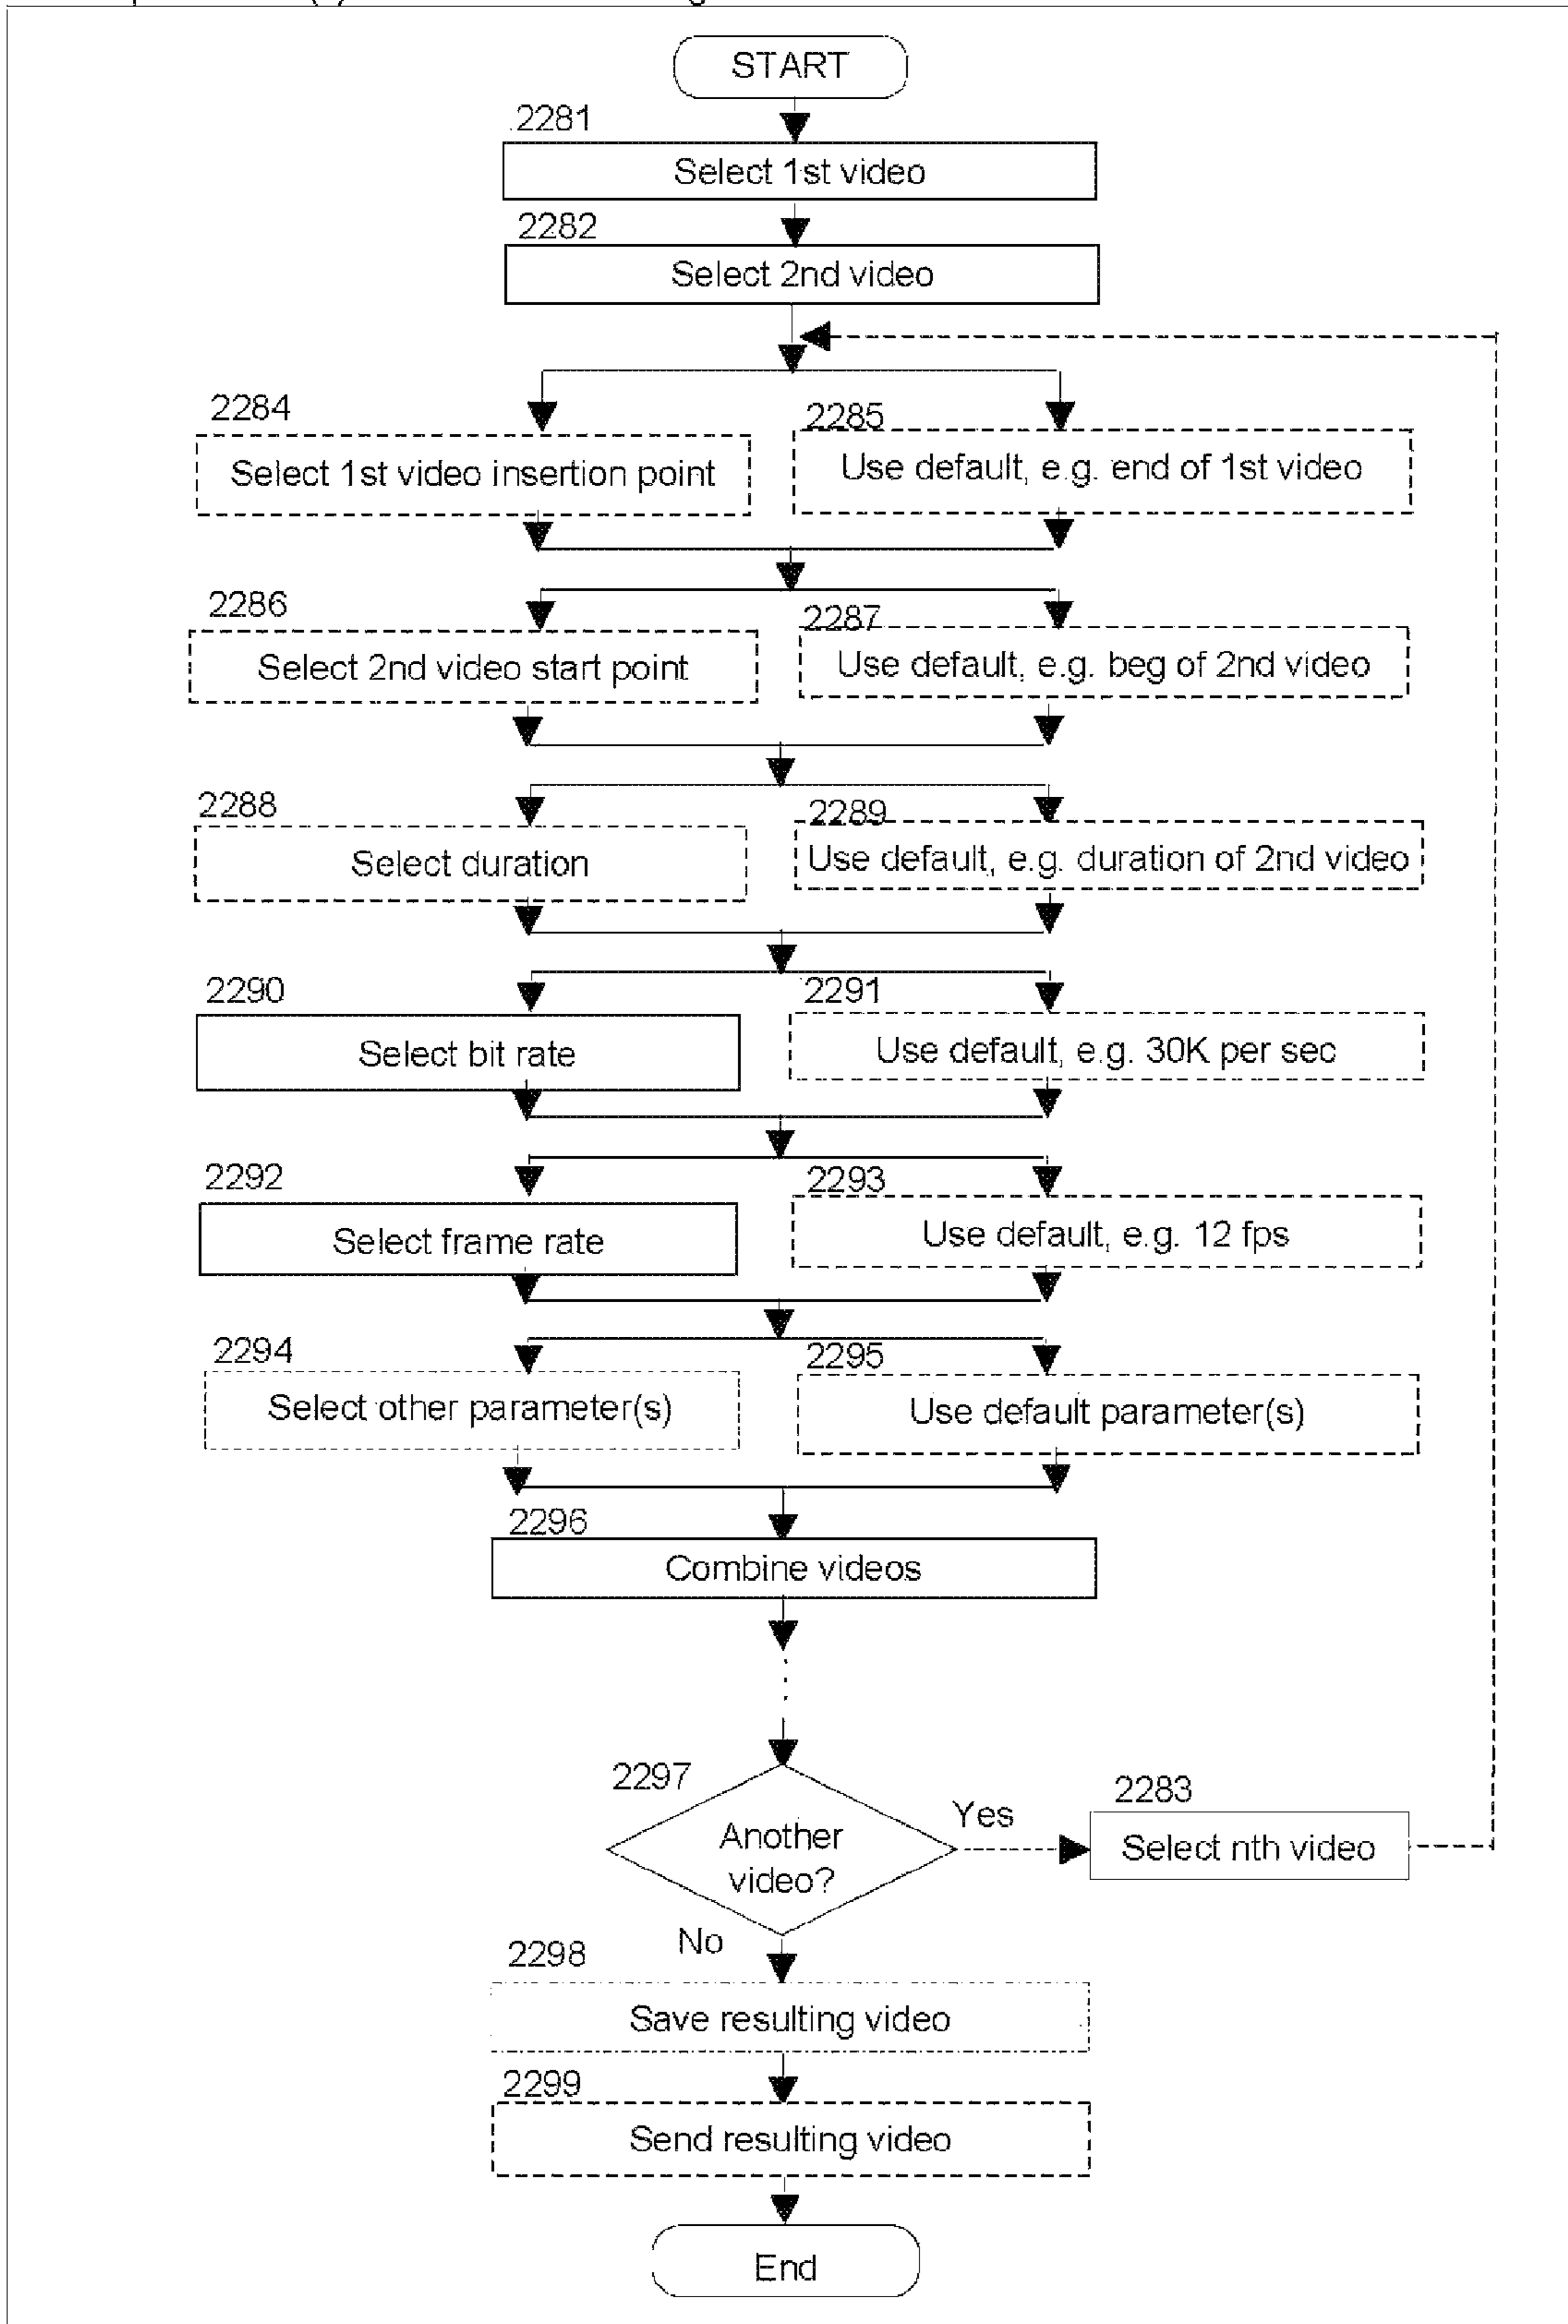 START
2281
Select 1st video
2282
Select 2nd video
2284
2285
Select 1st video insertion point
Use default, e.g. end of 1st video
2286
2287
Select 2nd video start point
Use default, e.g. beg of 2nd video
2288
2289
Select duration
Use default, e.g. duration of 2nd video
2290
2291
Select bit rate
Use default, e.g. 30K per sec
2292
2293
Select frame rate
Use default, e.g. 12 fps
2294
2295
Select other parameter(s)
Use default parameter(s)
2296
Combine videos
2297
Another
video?
Yes
2283
Select nth video
No
2298
Save resulting video
2299
Send resulting video
End